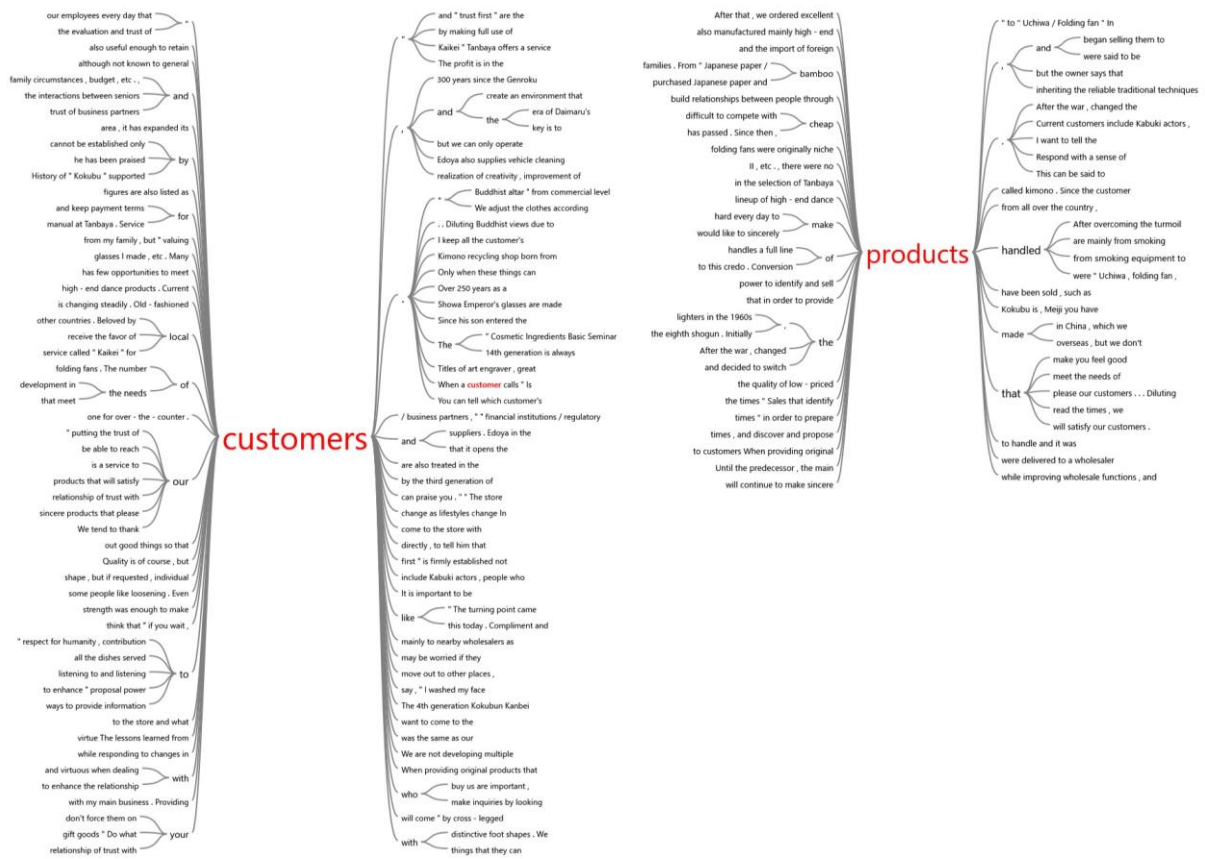 our employees every day that
the evaluation and trust of
"
also useful enough to retain
although not known to general
family circumstances , budget , etc . ,
the interactions between seniors
trust of business partners
and
area , it has expanded its
cannot be established only
he has been praised
History of " Kokubu " supported
by
figures are also listed as
and keep payment terms
manual at Tanbaya . Service
for
from my family , but " valuing
glasses I made , etc . Many
has few opportunities to meet
high - end dance products . Current
is changing steadily . Old - fashioned
other countries . Beloved by
receive the favor of
service called " Kaikei " for
local
folding fans . The number
development in
that meet
the needs
of
one for over - the - counter .
" putting the trust of
be able to reach
is a service to
products that will satisfy
relationship of trust with
sincere products that please
We tend to thank
our
out good things so that
Quality is of course , but
shape , but if requested , individual
some people like loosening . Even
strength was enough to make
think that " if you wait ,
" respect for humanity , contribution
all the dishes served
listening to and listening
to enhance " proposal power
ways to provide information
to
to the store and what
virtue The lessons learned from
while responding to changes in
and virtuous when dealing
to enhance the relationship
with
with my main business . Providing
don't force them on
gift goods " Do what
relationship of trust with
your
customers
"
and " trust first " are the
by making full use of
Kaikei " Tanbaya offers a service
The profit is in the
,
300 years since the Genroku
and
create an environment that
the
era of Daimaru's
key is to
but we can only operate
Edoya also supplies vehicle cleaning
realization of creativity , improvement of
.
"
Buddhist altar " from commercial level
We adjust the clothes according
. . Diluting Buddhist views due to
I keep all the customer's
Kimono recycling shop born from
Only when these things can
Over 250 years as a
Showa Emperor's glasses are made
Since his son entered the
The
" Cosmetic Ingredients Basic Seminar
14th generation is always
Titles of art engraver , great
When a customer calls " Is
You can tell which customer's
/ business partners , " " financial institutions / regulatory
and
suppliers . Edoya in the
that it opens the
are also treated in the
by the third generation of
can praise you . " " The store
change as lifestyles change In
come to the store with
directly , to tell him that
first " is firmly established not
include Kabuki actors , people who
It is important to be
like
" The turning point came
this today . Compliment and
mainly to nearby wholesalers as
may be worried if they
move out to other places ,
say , " I washed my face
The 4th generation Kokubun Kanbei
want to come to the
was the same as our
We are not developing multiple
When providing original products that
who
buy us are important ,
make inquiries by looking
will come " by cross - legged
with
distinctive foot shapes . We
things that they can
After that , we ordered excellent
also manufactured mainly high - end
and the import of foreign
families . From " Japanese paper /
purchased Japanese paper and
bamboo
build relationships between people through
difficult to compete with
has passed . Since then ,
cheap
folding fans were originally niche
II , etc . , there were no
in the selection of Tanbaya
lineup of high - end dance
hard every day to
would like to sincerely
make
handles a full line
to this credo . Conversion
of
power to identify and sell
that in order to provide
lighters in the 1960s
the eighth shogun . Initially
,
After the war , changed
and decided to switch
the
the quality of low - priced
the times " Sales that identify
times " in order to prepare
times , and discover and propose
to customers When providing original
Until the predecessor , the main
will continue to make sincere
products
" to " Uchiwa / Folding fan " In
,
and
began selling them to
were said to be
but the owner says that
inheriting the reliable traditional techniques
.
After the war , changed the
Current customers include Kabuki actors ,
I want to tell the
Respond with a sense of
This can be said to
called kimono . Since the customer
from all over the country ,
handled
After overcoming the turmoil
are mainly from smoking
from smoking equipment to
were " Uchiwa , folding fan ,
have been sold , such as
Kokubu is , Meiji you have
made
in China , which we
overseas , but we don't
that
make you feel good
meet the needs of
please our customers . . . Diluting
read the times , we
will satisfy our customers .
to handle and it was
were delivered to a wholesaler
while improving wholesale functions , and